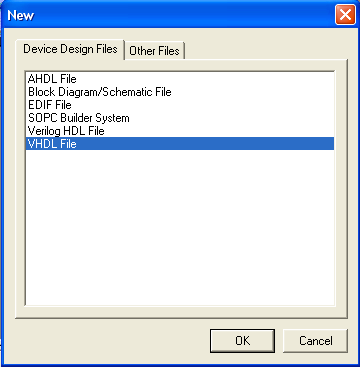 New
Device Design Files
Other Files
AHDL File
Block Diagram/Schematic File
EDIF File
SOPC Builder System
Verilog HDL File
VHDL File
OK
Cancel